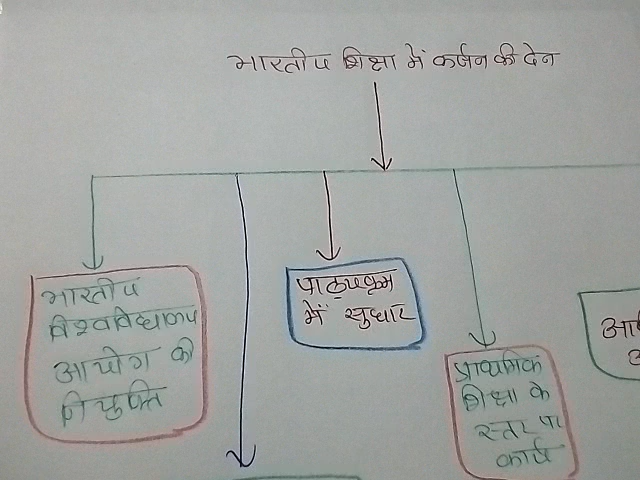 भारतीय शिक्षा में कर्जन की देन
भारतीय
विश्वविद्यालय
आयोग की
नियुक्ति
पाठ्यक्रम
में सुधार
प्राथमिक
शिक्षा के
स्तर पर
कार्य